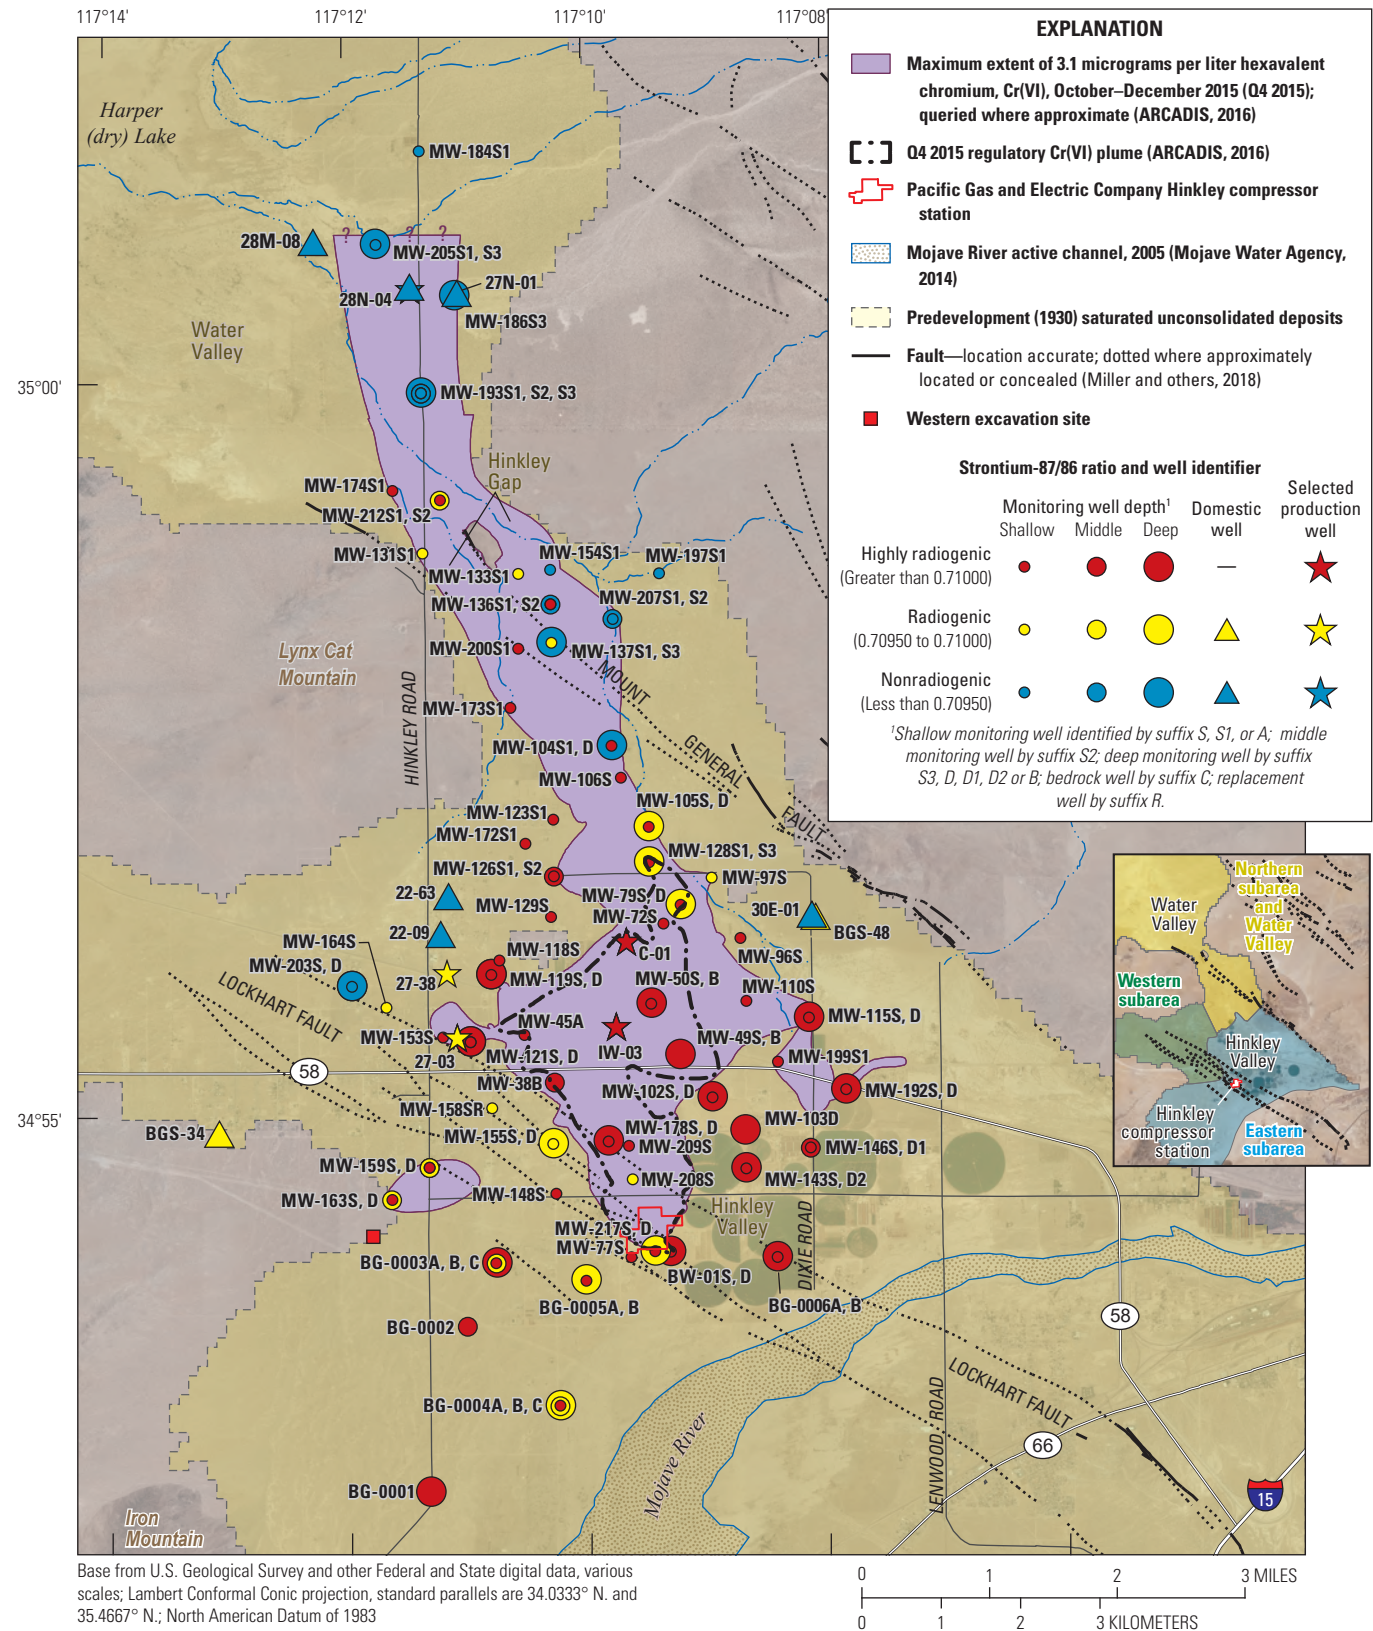 117°14'
117°12'
117°10'
117°08'
EXPLANATION
Maximum extent of 3.1 micrograms per liter hexavalent
chromium, Cr(VI), October–December 2015 (Q4 2015);
queried where approximate (ARCADIS, 2016)
Q4 2015 regulatory Cr(VI) plume (ARCADIS, 2016)
Pacific Gas and Electric Company Hinkley compressor
station
Mojave River active channel, 2005 (Mojave Water Agency,
2014)
Predevelopment (1930) saturated unconsolidated deposits
Fault—location accurate; dotted where approximately
located or concealed (Miller and others, 2018)
Western excavation site
Strontium-87/86 ratio and well identifier
Monitoring well depth1
Shallow
Middle
Deep
Domestic
well
Selected
production
well
Highly radiogenic
(Greater than 0.71000)
Radiogenic
(0.70950 to 0.71000)
Nonradiogenic
(Less than 0.70950)
1Shallow monitoring well identified by suffix S, S1, or A; middle
monitoring well by suffix S2; deep monitoring well by suffix
S3, D, D1, D2 or B; bedrock well by suffix C; replacement
well by suffix R.
Harper
(dry) Lake
MW-184S1
28M-08
? ? ?
MW-205S1, S3
28N-04
27N-01
MW-186S3
Water
Valley
35°00'
MW-193S1, S2, S3
Hinkley
Gap
MW-174S1
MW-212S1, S2
MW-131S1
MW-154S1
MW-197S1
MW-133S1
MW-136S1, S2
MW-207S1, S2
MW-200S1
MW-137S1, S3
Lynx Cat
Mountain
MOUNT
GENERAL
FAULT
HINKLEY ROAD
MW-173S1
MW-104S1, D
MW-106S
MW-105S, D
MW-123S1
MW-172S1
MW-128S1, S3
MW-126S1, S2
MW-97S
22-63
MW-79S, D
MW-129S
MW-72S
30E-01
BGS-48
22-09
MW-164S
MW-118S
C-01
MW-96S
MW-203S, D
27-38
MW-119S, D
MW-50S, B
MW-110S
LOCKHART FAULT
MW-45A
MW-115S, D
MW-153S
IW-03
MW-49S, B
27-03
MW-121S, D
MW-199S1
58
MW-38B
MW-102S, D
MW-192S, D
MW-158SR
34°55'
BGS-34
MW-155S, D
MW-178S, D
MW-103D
MW-209S
MW-146S, D1
MW-159S, D
MW-208S
MW-143S, D2
MW-163S, D
MW-148S
Hinkley
Valley
DIXIE ROAD
MW-217S, D
MW-77S
BG-0003A, B, C
BW-01S, D
BG-0005A, B
BG-0006A, B
BG-0002
58
LOCKHART FAULT
LENWOOD ROAD
BG-0004A, B, C
66
Mojave River
BG-0001
15
Iron
Mountain
Northern
subarea
and
Water
Valley
Water
Valley
Western
subarea
Hinkley
Valley
Hinkley
compressor
station
Eastern
subarea
Base from U.S. Geological Survey and other Federal and State digital data, various
scales; Lambert Conformal Conic projection, standard parallels are 34.0333° N. and
35.4667° N.; North American Datum of 1983
0 1 2 3 MILES
0 1 2 3 KILOMETERS